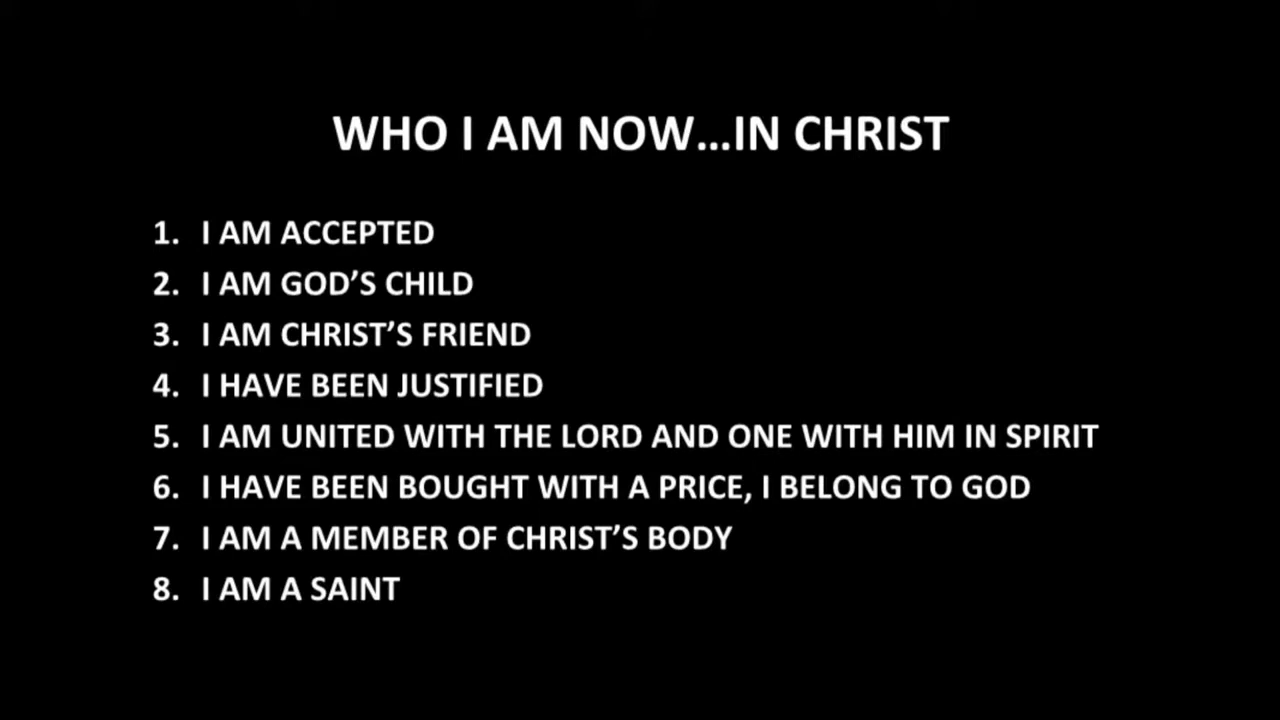 WHO I AM NOW...IN CHRIST
1. I AM ACCEPTED
2. I AM GOD’S CHILD
3. I AM CHRIST’S FRIEND
4. I HAVE BEEN JUSTIFIED
5. I AM UNITED WITH THE LORD AND ONE WITH HIM IN SPIRIT
6. I HAVE BEEN BOUGHT WITH A PRICE, I BELONG TO GOD
7. I AM A MEMBER OF CHRIST’S BODY
8. I AM A SAINT